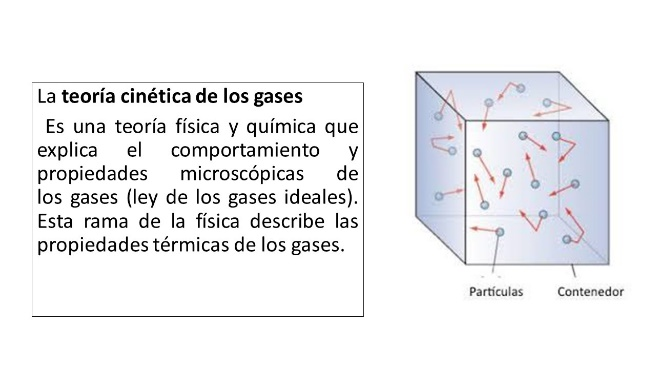 La teoría cinética de los gases
Es una teoría física y química que
explica el comportamiento y
propiedades microscópicas de
los gases (ley de los gases ideales).
Esta rama de la física describe las
propiedades térmicas de los gases.
Partículas
Contenedor